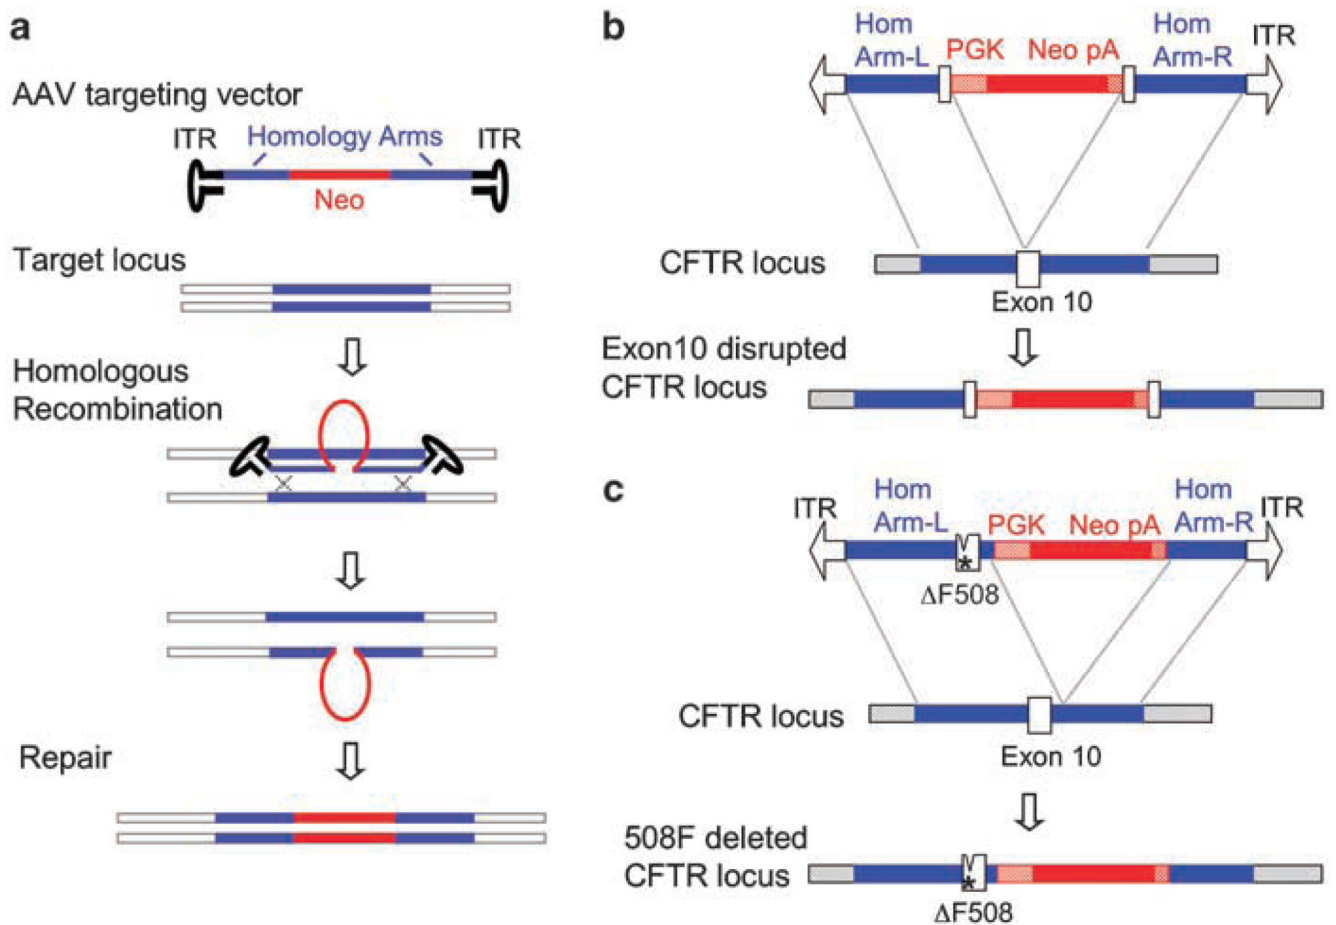 a
AAV targeting vector
ITR
Homology Arms
ITR
Neo
Target locus
Homologous
Recombination
Repair
b
Hom
Arm-L
PGK
Neo pA
Hom
Arm-R
ITR
CFTR locus
Exon 10
Exon10 disrupted
CFTR locus
c
ITR
Hom
Arm-L
PGK
Neo pA
Hom
Arm-R
ITR
*
ΔF508
CFTR locus
Exon 10
508F deleted
CFTR locus
*
ΔF508